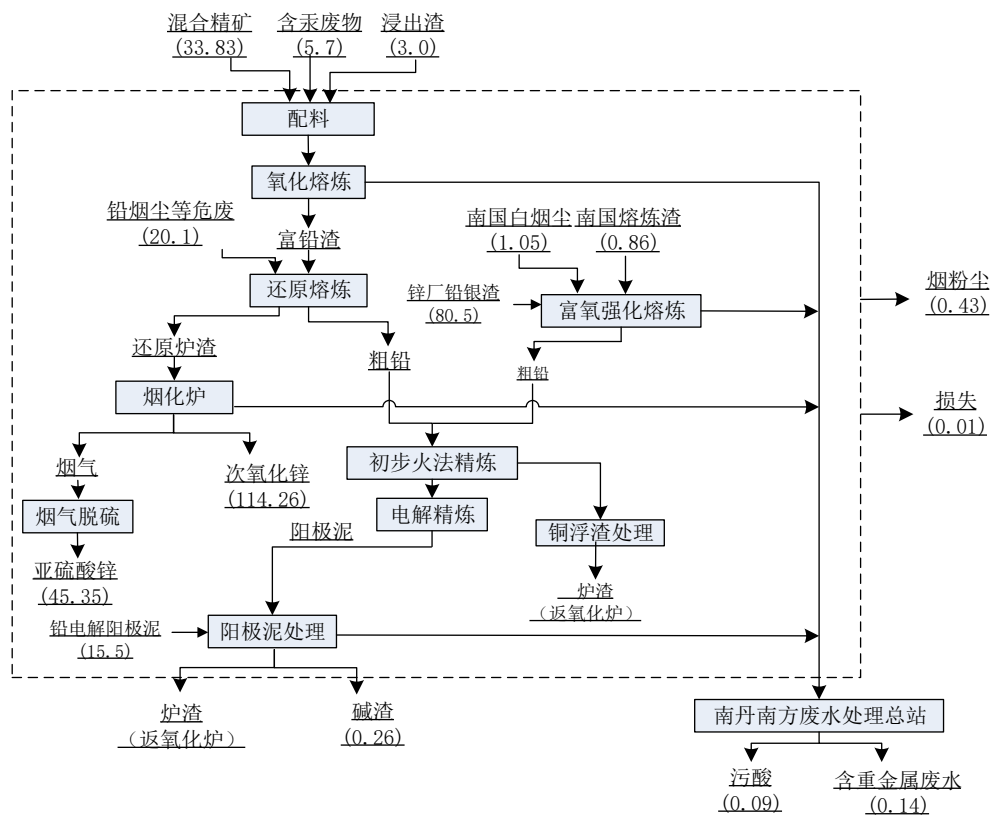 混合精矿
(33.83)
含汞废物
(5.7)
浸出渣
(3.0)
配料
氧化熔炼
铅烟尘等危废
(20.1)
富铅渣
南国白烟尘
(1.05)
南国熔炼渣
(0.86)
还原熔炼
锌厂铅银渣
(80.5)
富氧强化熔炼
烟粉尘
(0.43)
还原炉渣
粗铅
粗铅
烟化炉
损失
(0.01)
烟气
次氧化锌
(114.26)
初步火法精炼
烟气脱硫
电解精炼
阳极泥
铜浮渣处理
亚硫酸锌
(45.35)
炉渣
(返氧化炉)
铅电解阳极泥
(15.5)
阳极泥处理
炉渣
(返氧化炉)
碱渣
(0.26)
南丹南方废水处理总站
污酸
(0.09)
含重金属废水
(0.14)